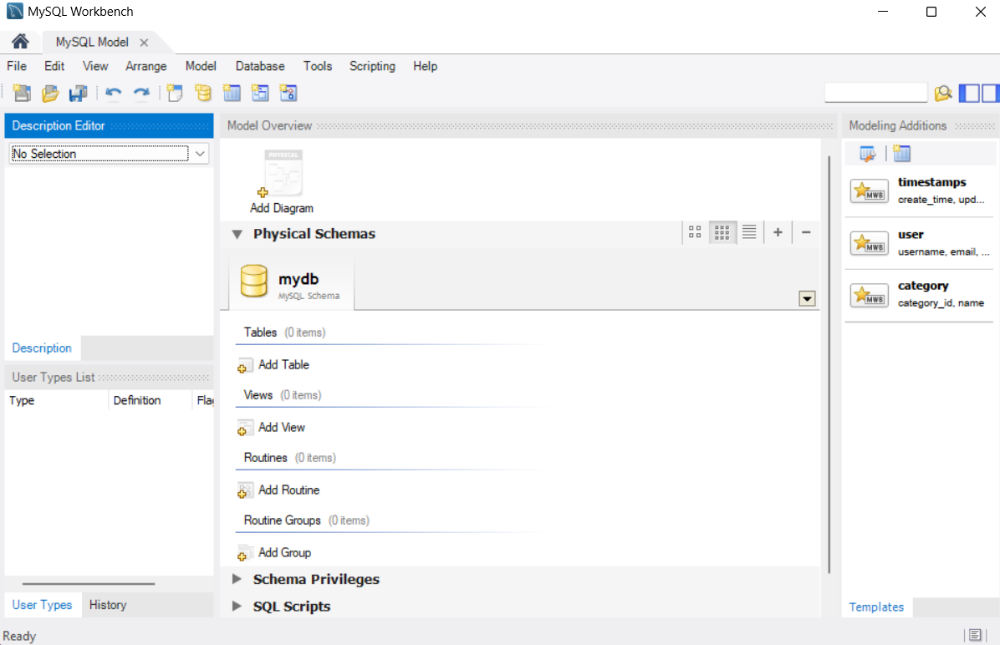 MySQL Workbench
MySQL Model
File Edit View Arrange Model Database Tools Scripting Help
Description Editor
No Selection
Description
User Types List
Type Definition Flag
User Types History
Model Overview
PHYSICAL
Add Diagram
Physical Schemas
mydb
MySQL Schema
Tables (0 items)
Add Table
Views (0 items)
Add View
Routines (0 items)
Add Routine
Routine Groups (0 items)
Add Group
Schema Privileges
SQL Scripts
Modeling Additions
MWB
timestamps
create_time, upd...
MWB
user
username, email, ...
MWB
category
category_id, name
Templates
Ready